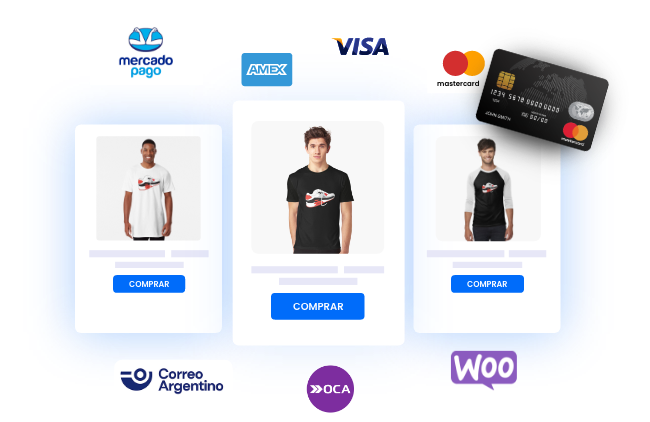 mercado
pago
AMEX
VISA
mastercard
1234 5678 0000 0000
JOHN SMITH
00/00
mastercard
COMPRAR
COMPRAR
COMPRAR
Correo
Argentino
OCA
WOO